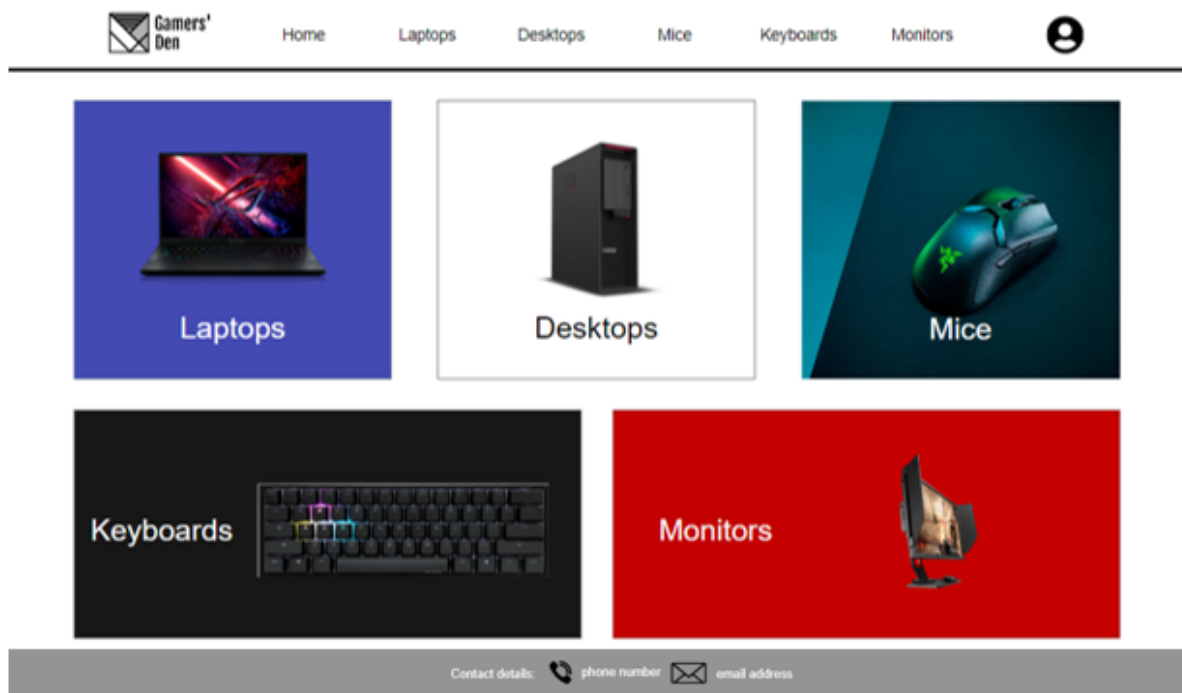 Gamers'
Den
Home Laptops Desktops Mice Keyboards Monitors
Laptops Desktops Mice
Keyboards Monitors
Contact details: phone number email address